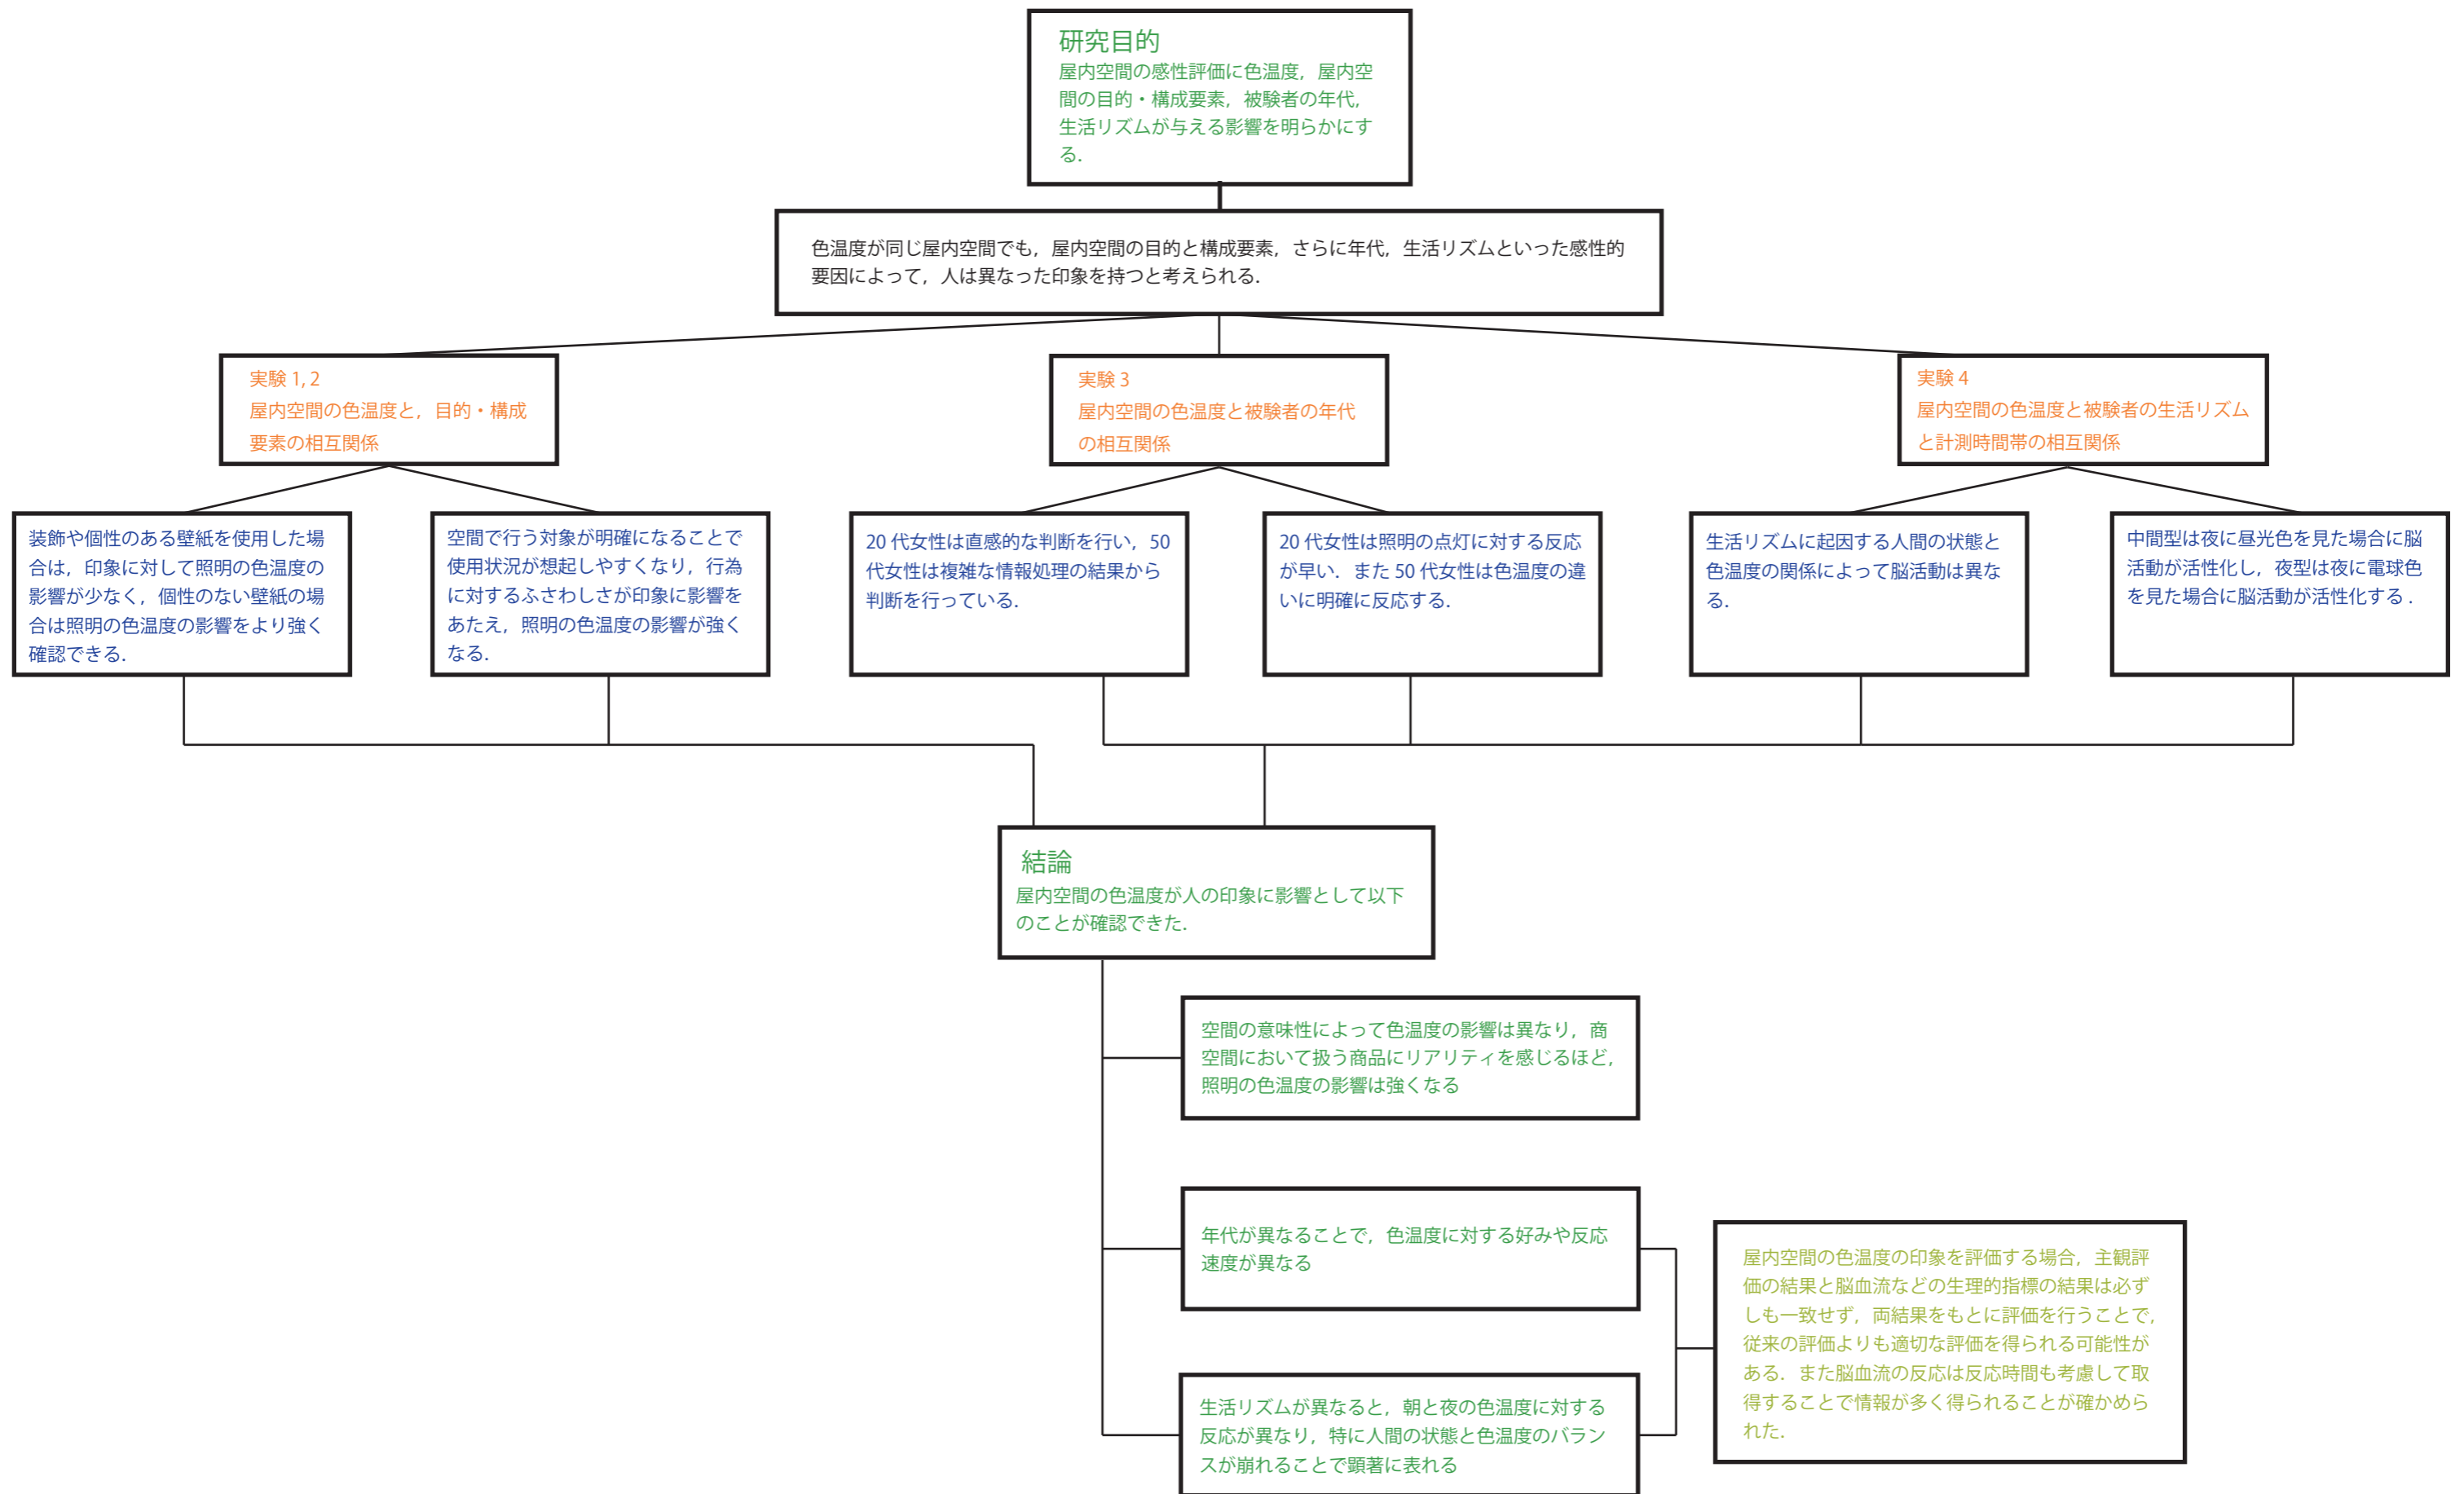 研究目的
屋内空間の感性評価に色温度，屋内空
間の目的・構成要素，被験者の年代，
生活リズムが与える影響を明らかにす
る．
色温度が同じ屋内空間でも，屋内空間の目的と構成要素，さらに年代，生活リズムといった感性的
要因によって，人は異なった印象を持つと考えられる．
実験 1, 2
屋内空間の色温度と，目的・構成
要素の相互関係
実験 3
屋内空間の色温度と被験者の年代
の相互関係
実験 4
屋内空間の色温度と被験者の生活リズム
と計測時間帯の相互関係
装飾や個性のある壁紙を使用した場
合は，印象に対して照明の色温度の
影響が少なく，個性のない壁紙の場
合は照明の色温度の影響をより強く
確認できる．
空間で行う対象が明確になることで
使用状況が想起しやすくなり，行為
に対するふさわしさが印象に影響を
あたえ，照明の色温度の影響が強く
なる．
20 代女性は直感的な判断を行い，50
代女性は複雑な情報処理の結果から
判断を行っている．
20 代女性は照明の点灯に対する反応
が早い．また 50 代女性は色温度の違
いに明確に反応する．
生活リズムに起因する人間の状態と
色温度の関係によって脳活動は異な
る．
中間型は夜に昼光色を見た場合に脳
活動が活性化し，夜型は夜に電球色
を見た場合に脳活動が活性化する .
結論
屋内空間の色温度が人の印象に影響として以下
のことが確認できた．
空間の意味性によって色温度の影響は異なり，商
空間において扱う商品にリアリティを感じるほど，
照明の色温度の影響は強くなる
年代が異なることで，色温度に対する好みや反応
速度が異なる
生活リズムが異なると，朝と夜の色温度に対する
反応が異なり，特に人間の状態と色温度のバラン
スが崩れることで顕著に表れる
屋内空間の色温度の印象を評価する場合，主観評
価の結果と脳血流などの生理的指標の結果は必ず
しも一致せず，両結果をもとに評価を行うことで，
従来の評価よりも適切な評価を得られる可能性が
ある．また脳血流の反応は反応時間も考慮して取
得することで情報が多く得られることが確かめら
れた．